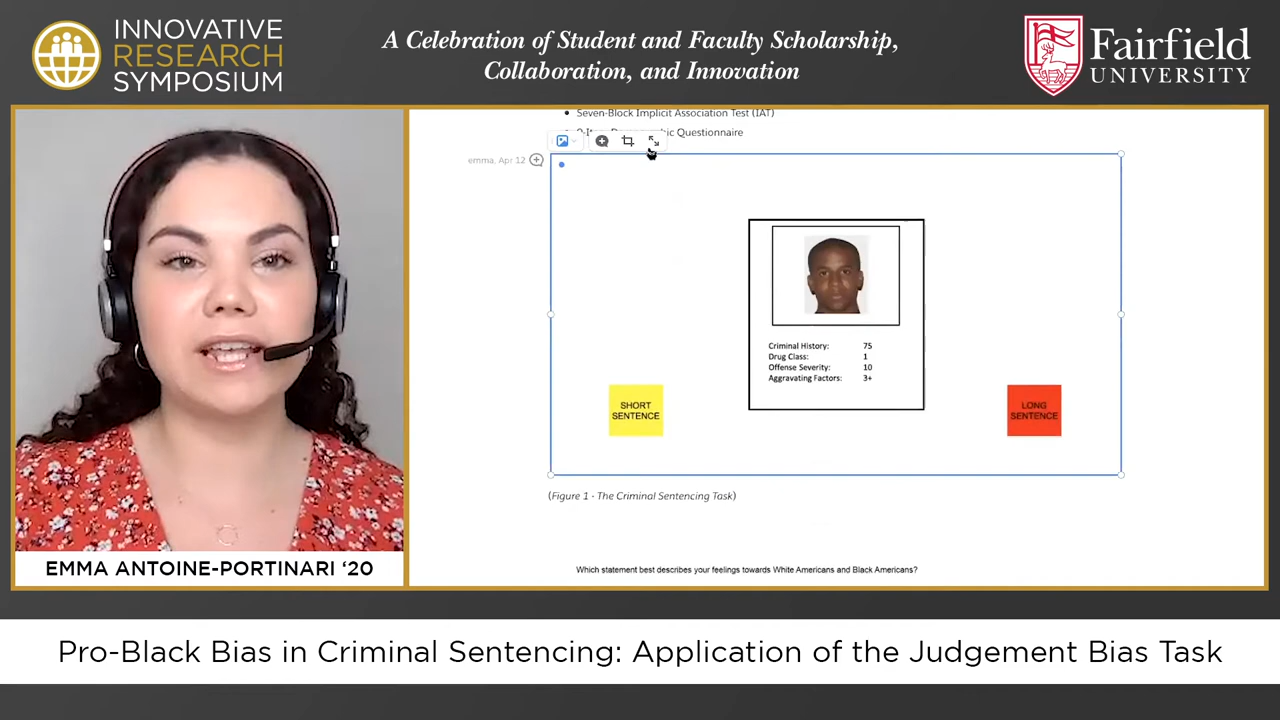 INNOVATIVE
RESEARCH
SYMPOSIUM
A Celebration of Student and Faculty Scholarship,
Collaboration, and Innovation
Fairfield
UNIVERSITY
Seven-Block Implicit Association Test (IAT)
Questionnaire
emma, Apr 12
Criminal History: 75
Drug Class: 1
Offense Severity: 10
Aggravating Factors: 3+
SHORT
SENTENCE
LONG
SENTENCE
(Figure 1 - The Criminal Sentencing Task)
Which statement best describes your feelings towards White Americans and Black Americans?
EMMA ANTOINE-PORTINARI ‘20
Pro-Black Bias in Criminal Sentencing: Application of the Judgement Bias Task